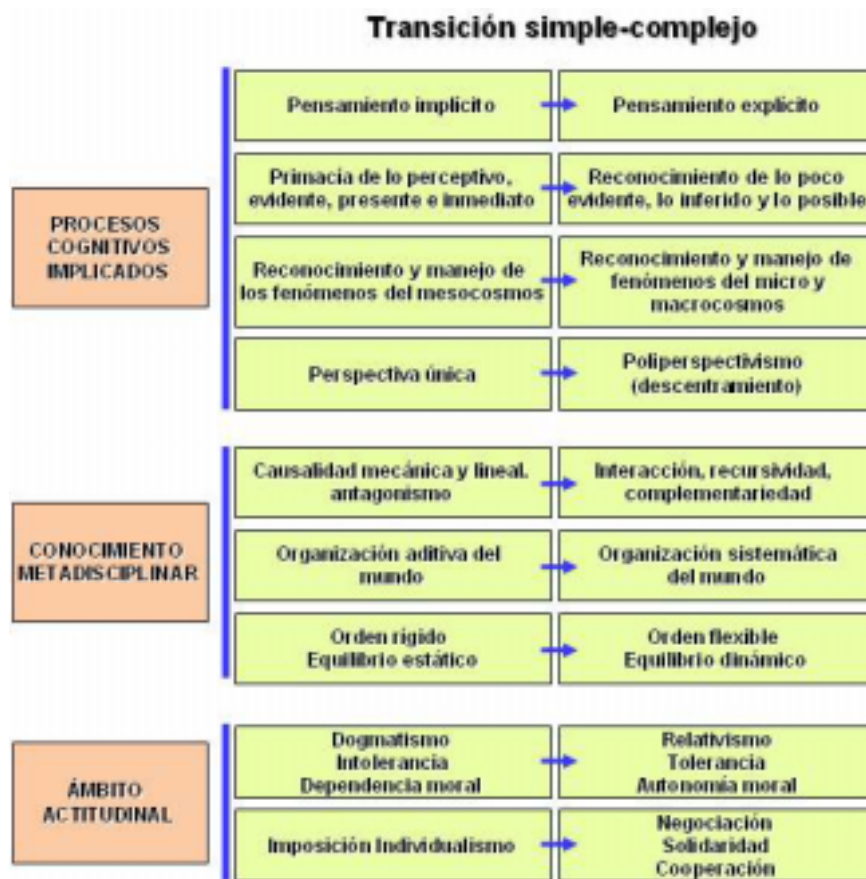 Transición simple-complejo
PROCESOS
COGNITIVOS
IMPLICADOS
Pensamiento implícito
Pensamiento explícito
Primacia de lo perceptivo,
evidente, presente e inmediato
Reconocimiento de lo poco
evidente, lo inferido y lo posible
Reconocimiento y manejo de
los fenómenos del mesocosmos
Reconocimiento y manejo de
fenómenos del micro y
macrocosmos
Perspectiva única
Poliperspectivismo
(descentramiento)
CONOCIMIENTO
METADISCIPLINAR
Causalidad mecánica y lineal.
antagonismo
Interacción, recursividad,
complementariedad
Organización aditiva del
mundo
Organización sistemática
del mundo
Orden rígido
Equilibrio estático
Orden flexible
Equilibrio dinámico
ÁMBITO
ACTITUDINAL
Dogmatismo
Intolerancia
Dependencia moral
Relativismo
Tolerancia
Autonomía moral
Imposición Individualismo
Negociación
Solidaridad
Cooperación